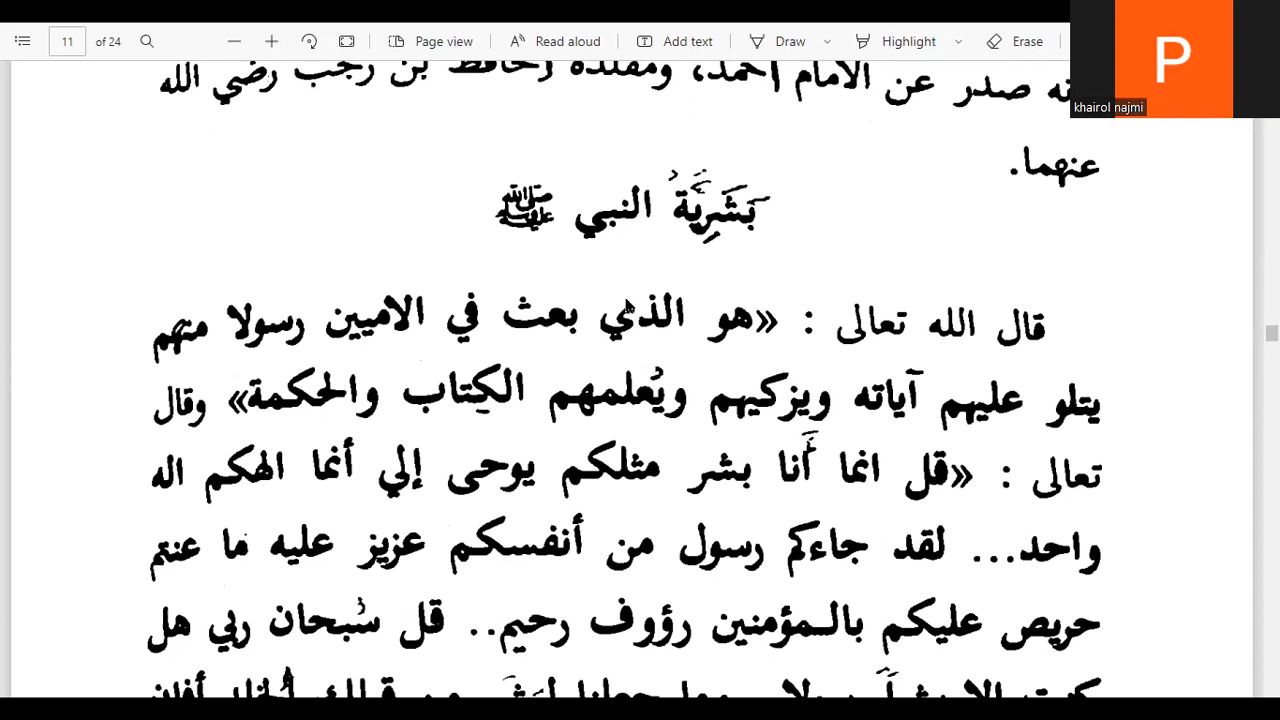 11 of 24 Page view Read aloud Add text Draw Highlight Erase
P
khairol najmi
صدر عن الامام أحمد، ومقلده الحافظ بن رجب رضي الله
عنهما.
بَشَرِيَّةُ النبي ﷺ
قال الله تعالى : «هو الذي بعث في الاميين رسولا منهم
يتلو عليهم آياته ويزكيهم ويُعلمهم الكِتاب والحكمة» وقال
تعالى : «قل انما أَنا بشر مثلكم يوحى إلي أنما الهكم اله
واحد... لقد جاءكم رسول من أنفسكم عزيز عليه ما عنتم
حريص عليكم بالـمؤمنين رؤوف رحيم.. قل سُبحان ربي هل